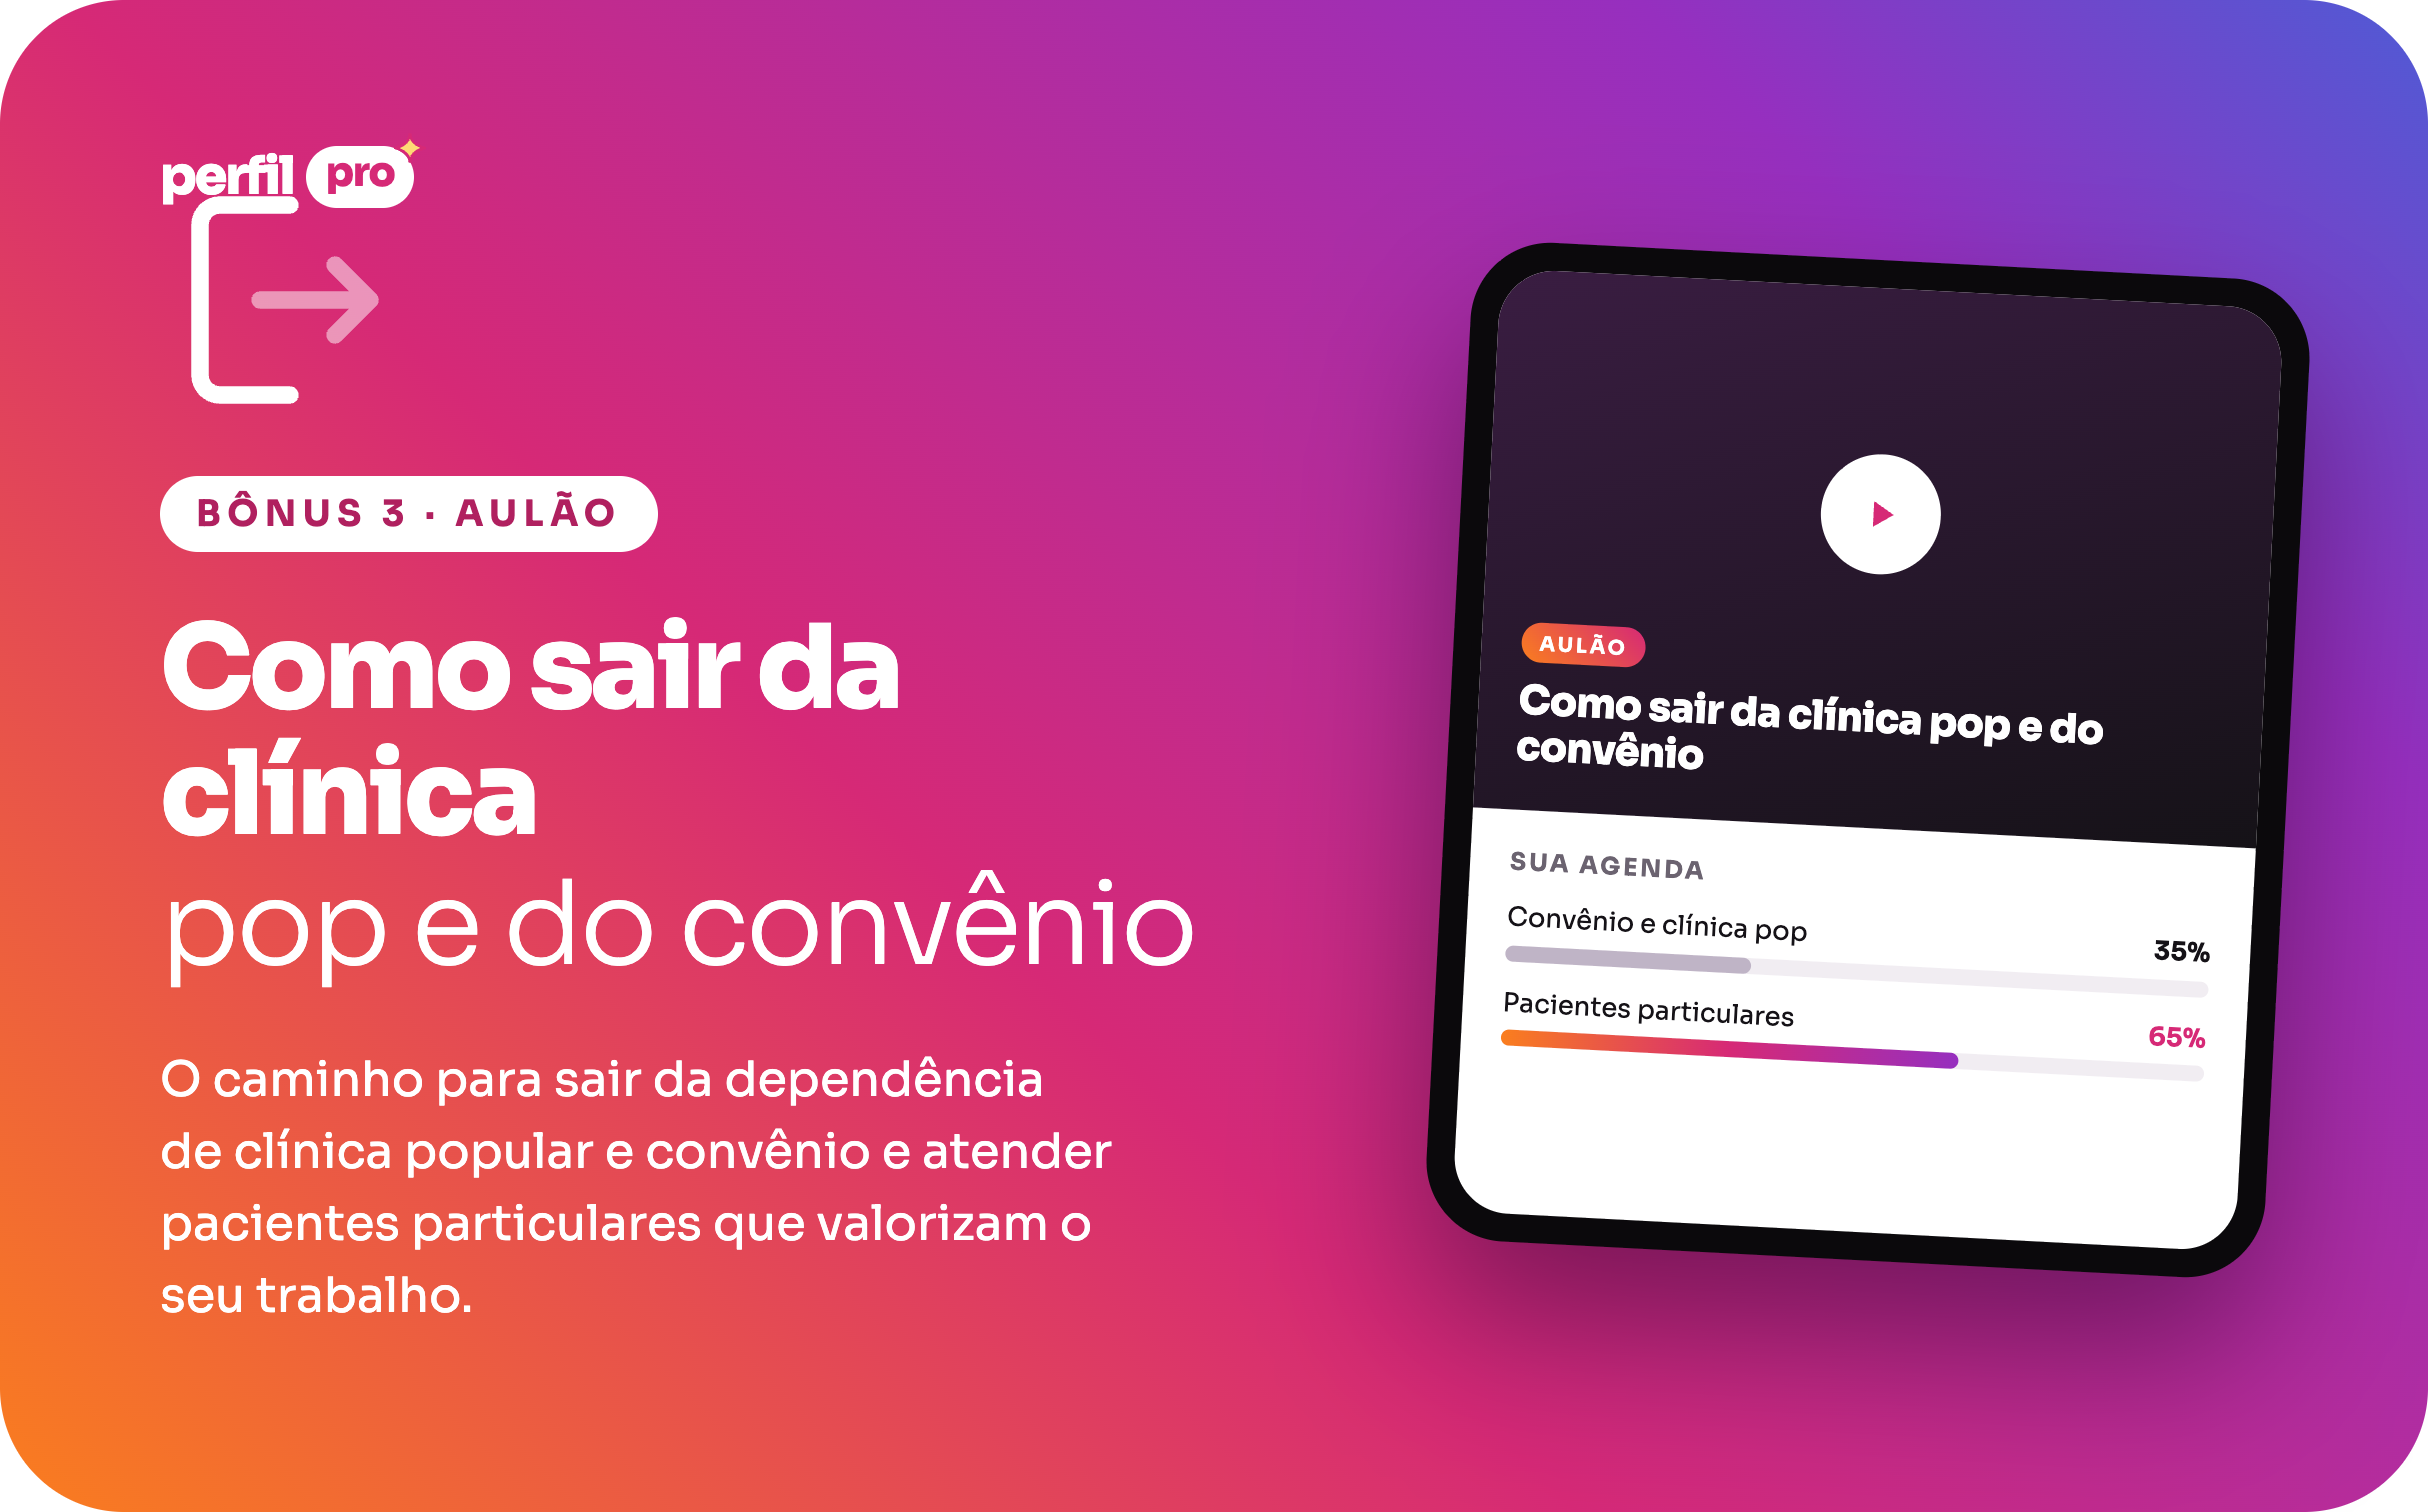 perfil pro
BÔNUS 3 · AULÃO
Como sair da
clínica
pop e do convênio
O caminho para sair da dependência
de clínica popular e convênio e atender
pacientes particulares que valorizam o
seu trabalho.
AULÃO
Como sair da clínica pop e do
convênio
SUA AGENDA
Convênio e clínica pop 35%
Pacientes particulares 65%